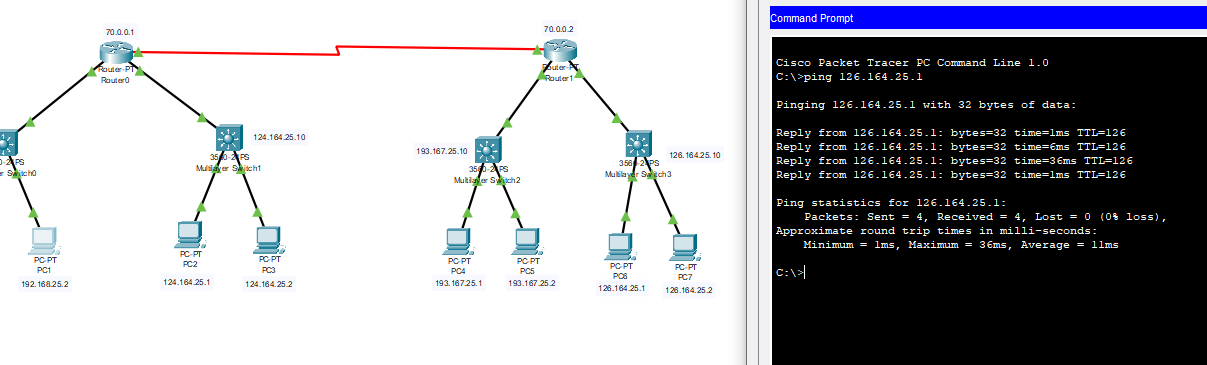 70.0.0.1
70.0.0.2
Router-PT
Router0
Router-PT
Router1
124.164.25.10
193.167.25.10
126.164.25.10
3560-24PS
Multilayer Switch1
3560-24PS
Multilayer Switch2
3560-24PS
Multilayer Switch3
PS
Switch0
PC-PT
PC1
192.168.25.2
PC-PT
PC2
124.164.25.1
PC-PT
PC3
124.164.25.2
PC-PT
PC4
193.167.25.1
PC-PT
PC5
193.167.25.2
PC-PT
PC6
126.164.25.1
PC-PT
PC7
126.164.25.2
Command Prompt
Cisco Packet Tracer PC Command Line 1.0
C:\>ping 126.164.25.1
Pinging 126.164.25.1 with 32 bytes of data:
Reply from 126.164.25.1: bytes=32 time=1ms TTL=126
Reply from 126.164.25.1: bytes=32 time=6ms TTL=126
Reply from 126.164.25.1: bytes=32 time=36ms TTL=126
Reply from 126.164.25.1: bytes=32 time=1ms TTL=126
Ping statistics for 126.164.25.1:
Packets: Sent = 4, Received = 4, Lost = 0 (0% loss),
Approximate round trip times in milli-seconds:
Minimum = 1ms, Maximum = 36ms, Average = 11ms
C:\>